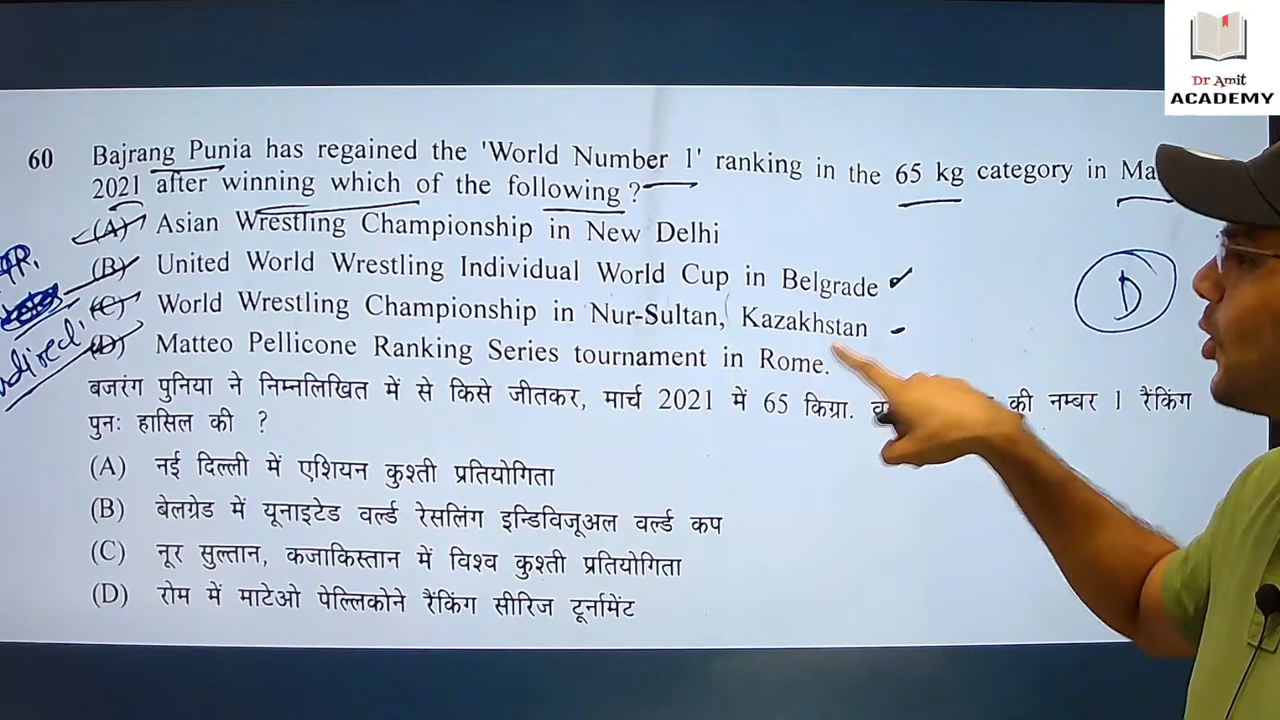 Dr Amit
ACADEMY
60 Bajrang Punia has regained the 'World Number 1' ranking in the 65 kg category in Ma
2021 after winning which of the following ?
(A) Asian Wrestling Championship in New Delhi
(B) United World Wrestling Individual World Cup in Belgrade
(C) World Wrestling Championship in Nur-Sultan, Kazakhstan
(D) Matteo Pellicone Ranking Series tournament in Rome.
D
बजरंग पुनिया ने निम्नलिखित में से किसे जीतकर, मार्च 2021 में 65 किग्रा. की नम्बर 1 रैंकिंग
पुनः हासिल की ?
(A) नई दिल्ली में एशियन कुश्ती प्रतियोगिता
(B) बेलग्रेड में यूनाइटेड वर्ल्ड रेसलिंग इन्डिविजूअल वर्ल्ड कप
(C) नूर सुल्तान, कजाकिस्तान में विश्व कुश्ती प्रतियोगिता
(D) रोम में माटेओ पेल्लिकोने रैंकिंग सीरिज टूर्नामेंट